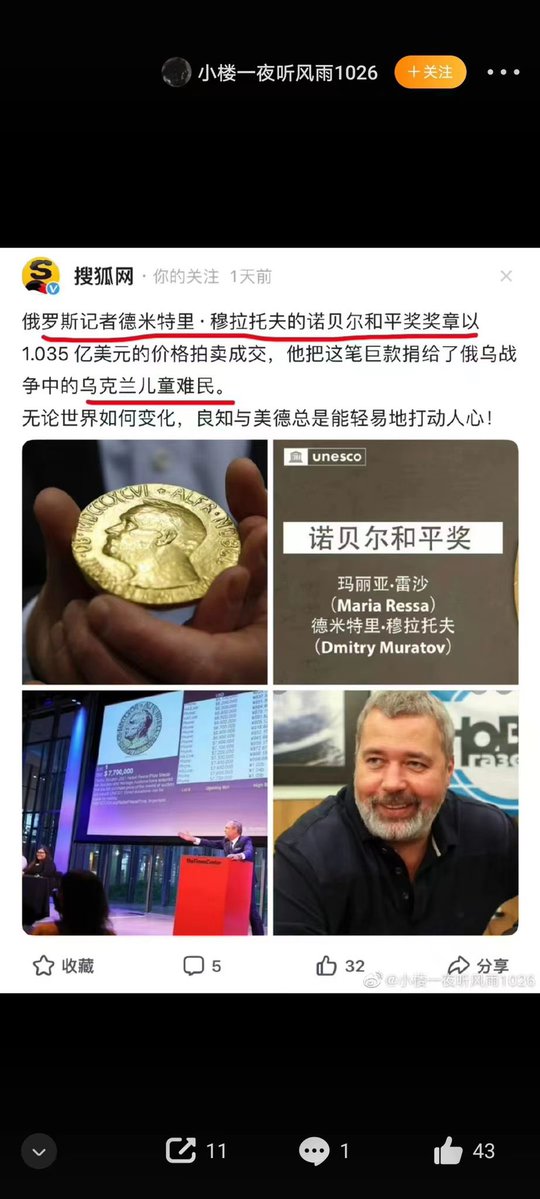 小楼一夜听风雨1026
+关注
搜狐网 · 你的关注 1天前
俄罗斯记者德米特里·穆拉托夫的诺贝尔和平奖奖章以
1.035 亿美元的价格拍卖成交，他把这笔巨款捐给了俄乌战
争中的乌克兰儿童难民。
无论世界如何变化，良知与美德总是能轻易地打动人心！
unesco
诺贝尔和平奖
玛丽亚·雷沙
（Maria Ressa）
德米特里·穆拉托夫
（Dmitry Muratov）
$7,700,000
TheTimesCenter
收藏
5
32
分享
@小楼一夜听风雨1026
11
1
43